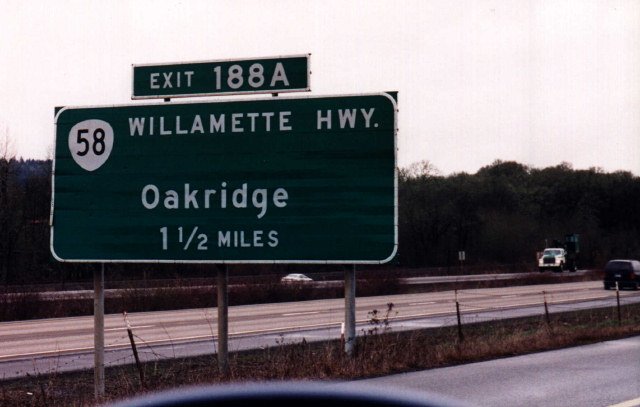 EXIT 188A
58 WILLAMETTE HWY.
Oakridge
1 1/2 MILES